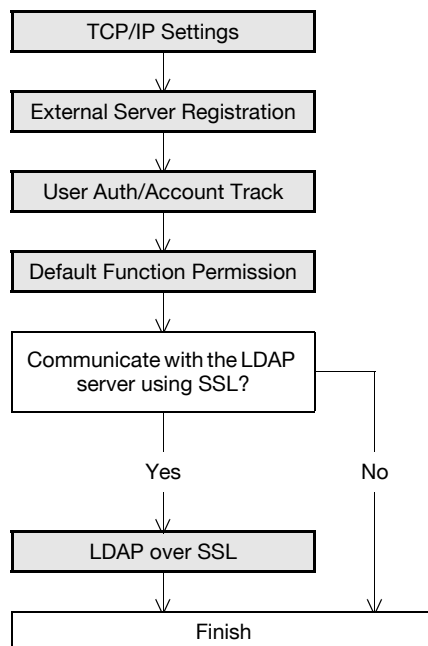 TCP/IP Settings
External Server Registration
User Auth/Account Track
Default Function Permission
Communicate with the LDAP
server using SSL?
Yes
No
LDAP over SSL
Finish